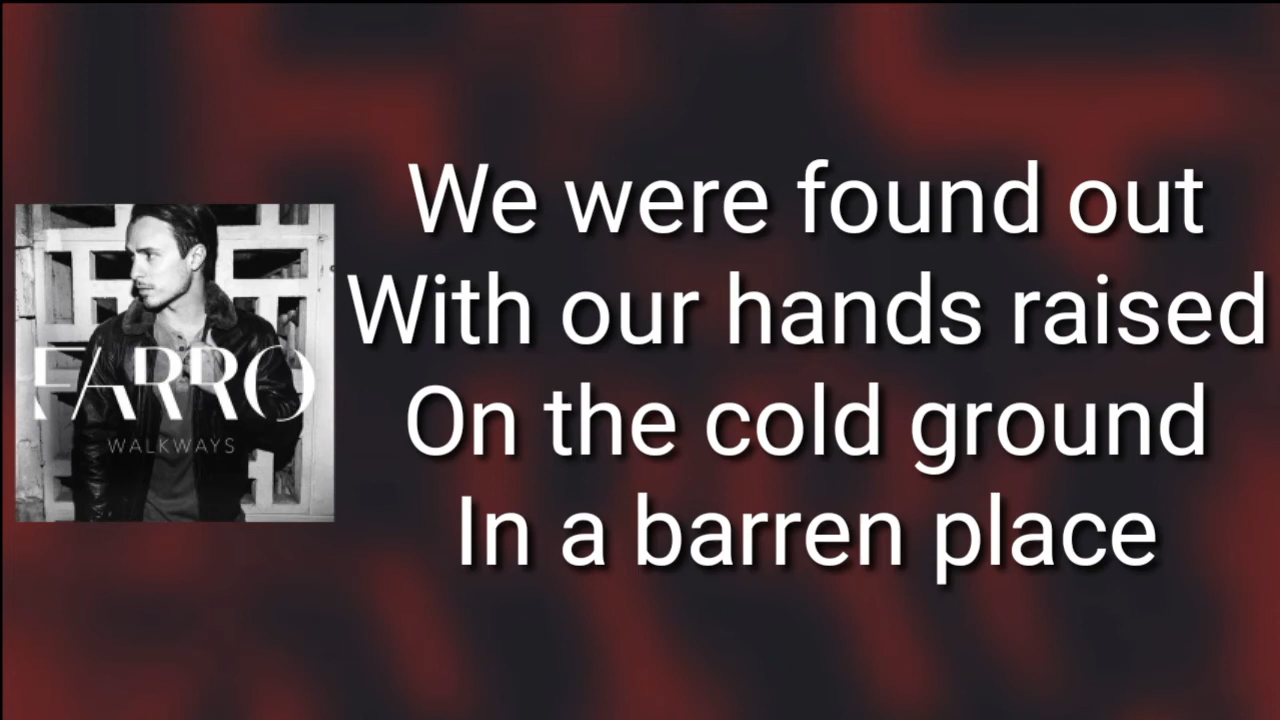 FARRO
WALKWAYS
We were found out
With our hands raised
On the cold ground
In a barren place